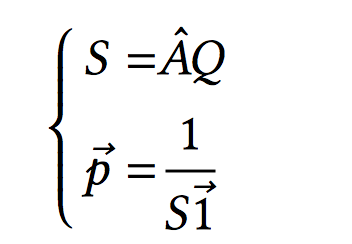 S = ÂQ
p⃗ = 1 / S1⃗